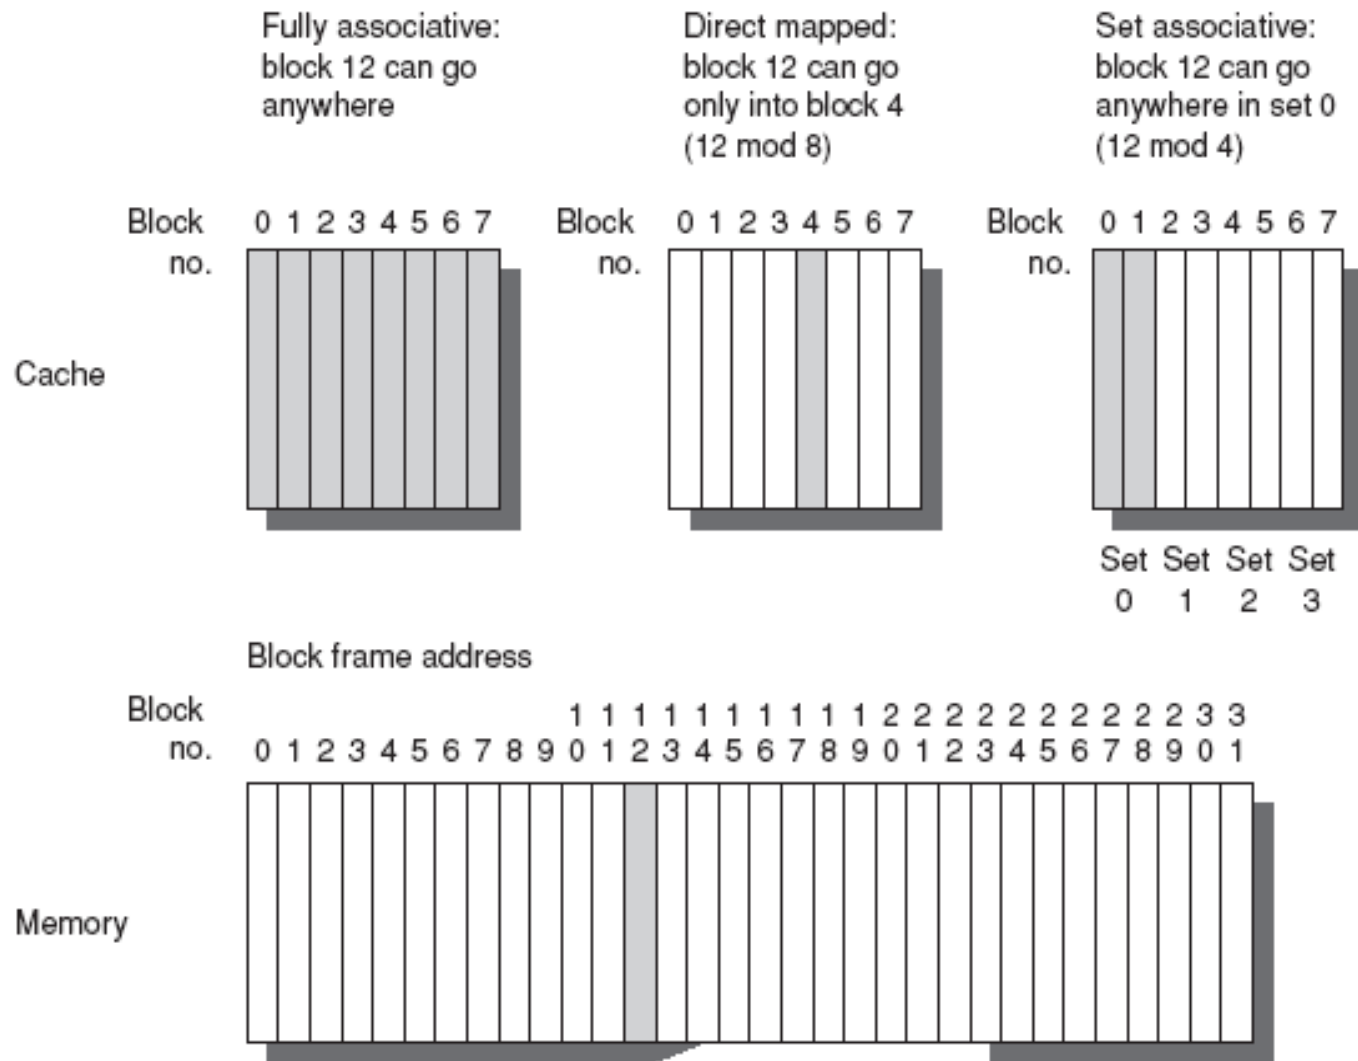 Fully associative:
block 12 can go
anywhere
Direct mapped:
block 12 can go
only into block 4
(12 mod 8)
Set associative:
block 12 can go
anywhere in set 0
(12 mod 4)
Block
no.
0 1 2 3 4 5 6 7
Block
no.
0 1 2 3 4 5 6 7
Block
no.
0 1 2 3 4 5 6 7
Cache
Set Set Set Set
0 1 2 3
Block frame address
Block
no.
1 1 1 1 1 1 1 1 1 1 2 2 2 2 2 2 2 2 2 2 3 3
0 1 2 3 4 5 6 7 8 9 0 1 2 3 4 5 6 7 8 9 0 1 2 3 4 5 6 7 8 9 0 1
Memory